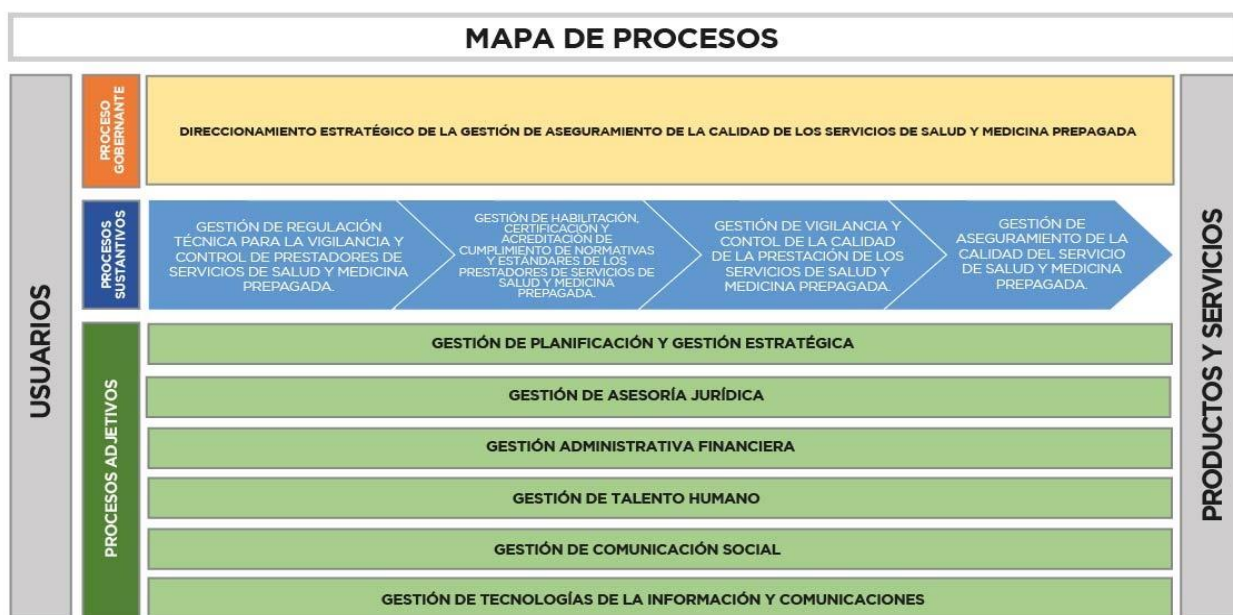 MAPA DE PROCESOS
USUARIOS
PROCESO
GOBERNANTE
DIRECCIONAMIENTO ESTRATÉGICO DE LA GESTIÓN DE ASEGURAMIENTO DE LA CALIDAD DE LOS SERVICIOS DE SALUD Y MEDICINA PREPAGADA
PROCESOS
SUSTANTIVOS
GESTIÓN DE REGULACIÓN
TÉCNICA PARA LA VIGILANCIA Y
CONTROL DE PRESTADORES DE
SERVICIOS DE SALUD Y MEDICINA
PREPAGADA.
GESTIÓN DE HABILITACIÓN,
CERTIFICACIÓN Y
ACREDITACIÓN DE
CUMPLIMIENTO DE NORMATIVAS
Y ESTÁNDARES DE LOS
PRESTADORES DE SERVICIOS DE
SALUD Y MEDICINA
PREPAGADA.
GESTIÓN DE VIGILANCIA Y
CONTOL DE LA CALIDAD
DE LA PRESTACIÓN DE LOS
SERVICIOS DE SALUD Y
MEDICINA PREPAGADA.
GESTIÓN DE
ASEGURAMIENTO DE LA
CALIDAD DEL SERVICIO
DE SALUD Y MEDICINA
PREPAGADA.
PROCESOS ADJETIVOS
GESTIÓN DE PLANIFICACIÓN Y GESTIÓN ESTRATÉGICA
GESTIÓN DE ASESORÍA JURÍDICA
GESTIÓN ADMINISTRATIVA FINANCIERA
GESTIÓN DE TALENTO HUMANO
GESTIÓN DE COMUNICACIÓN SOCIAL
GESTIÓN DE TECNOLOGÍAS DE LA INFORMACIÓN Y COMUNICACIONES
PRODUCTOS Y SERVICIOS